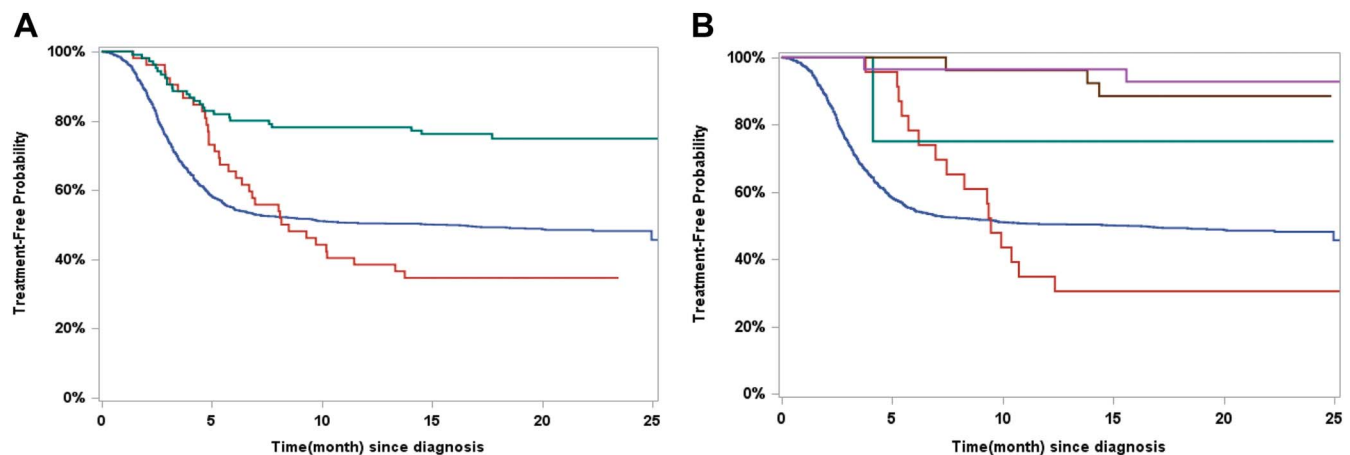 A
Treatment-Free Probability
100%
80%
60%
40%
20%
0%
0 5 10 15 20 25
Time(month) since diagnosis
B
Treatment-Free Probability
100%
80%
60%
40%
20%
0%
0 5 10 15 20 25
Time(month) since diagnosis